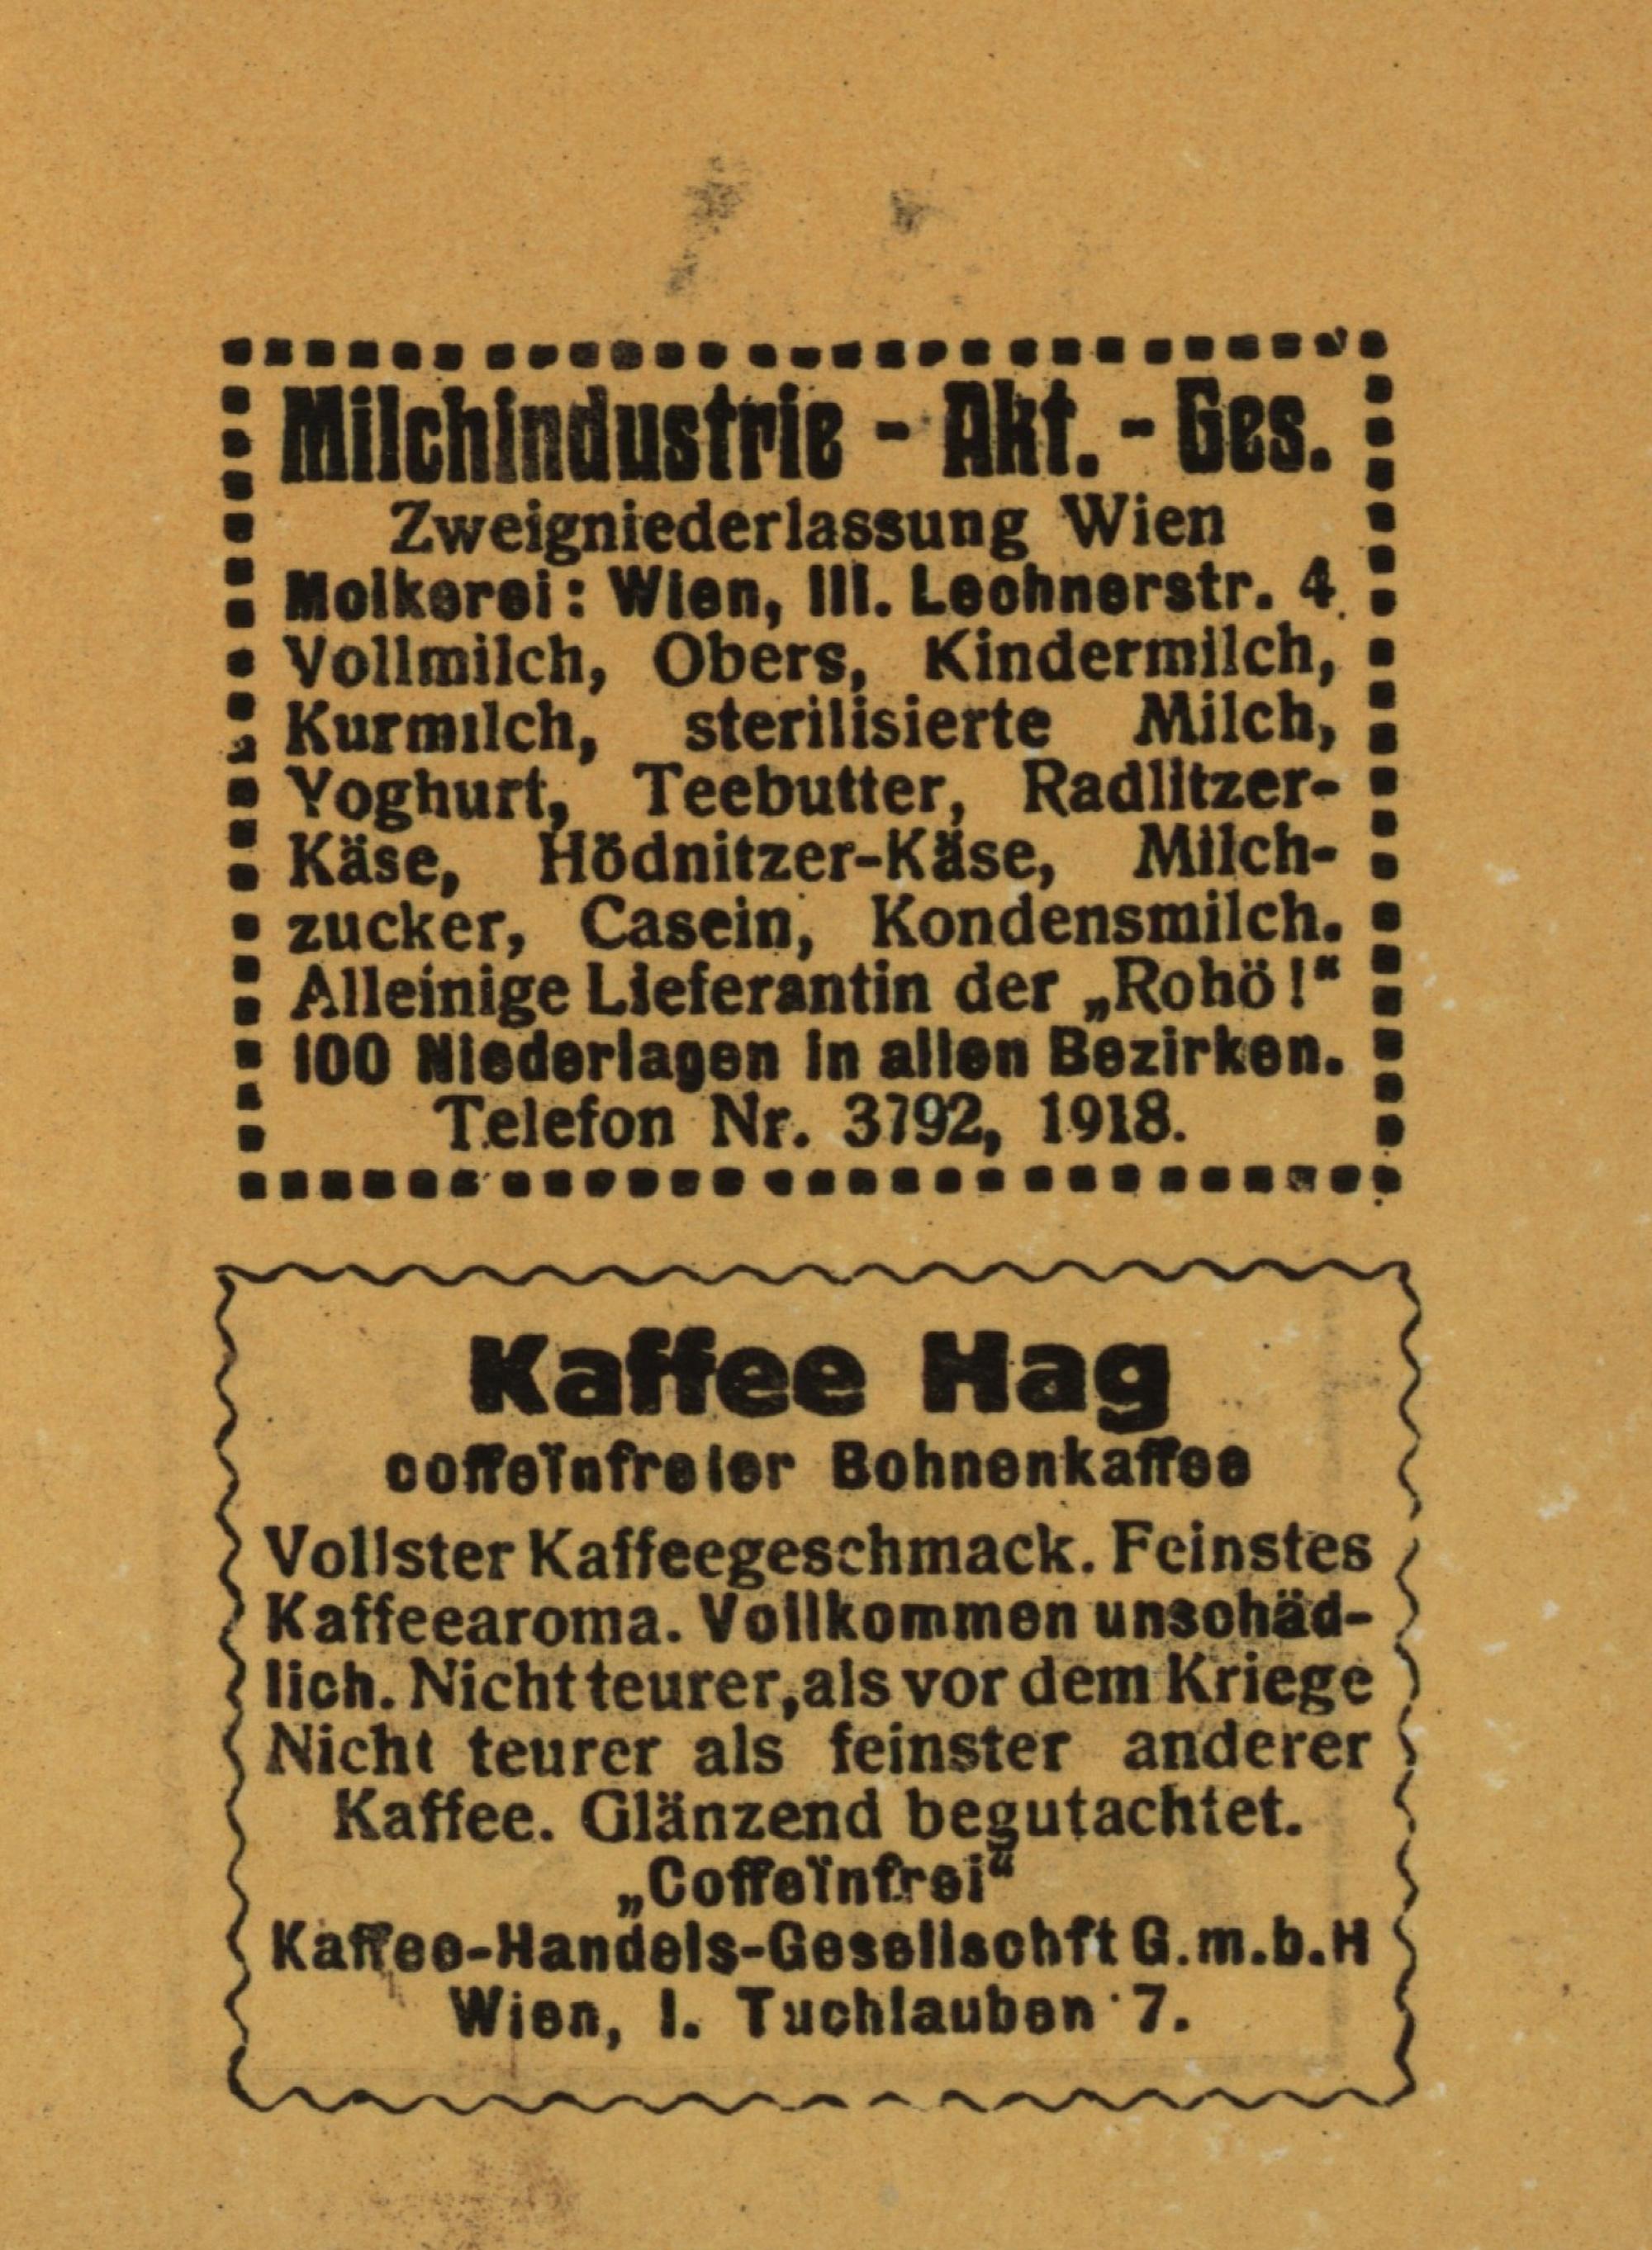 Milchindustrie - Akt. - Ges.
Zweigniederlassung Wien
Molkerei: Wien, III. Lechnerstr. 4
Vollmilch, Obers, Kindermilch,
Kurmilch, sterilisierte Milch,
Yoghurt, Teebutter, Radlitzer-
Käse, Hödnitzer-Käse, Milch-
zucker, Casein, Kondensmilch.
Alleinige Lieferantin der „Rohö!“
100 Niederlagen in allen Bezirken.
Telefon Nr. 3792, 1918.
Kaffee Hag
coffeïnfreier Bohnenkaffee
Vollster Kaffeegeschmack. Feinstes
Kaffeearoma. Vollkommen unschäd-
lich. Nicht teurer, als vor dem Kriege
Nicht teurer als feinster anderer
Kaffee. Glänzend begutachtet.
„Coffeïnfrei“
Kaffee-Handels-Gesellschft G.m.b.H
Wien, I. Tuchlauben 7.